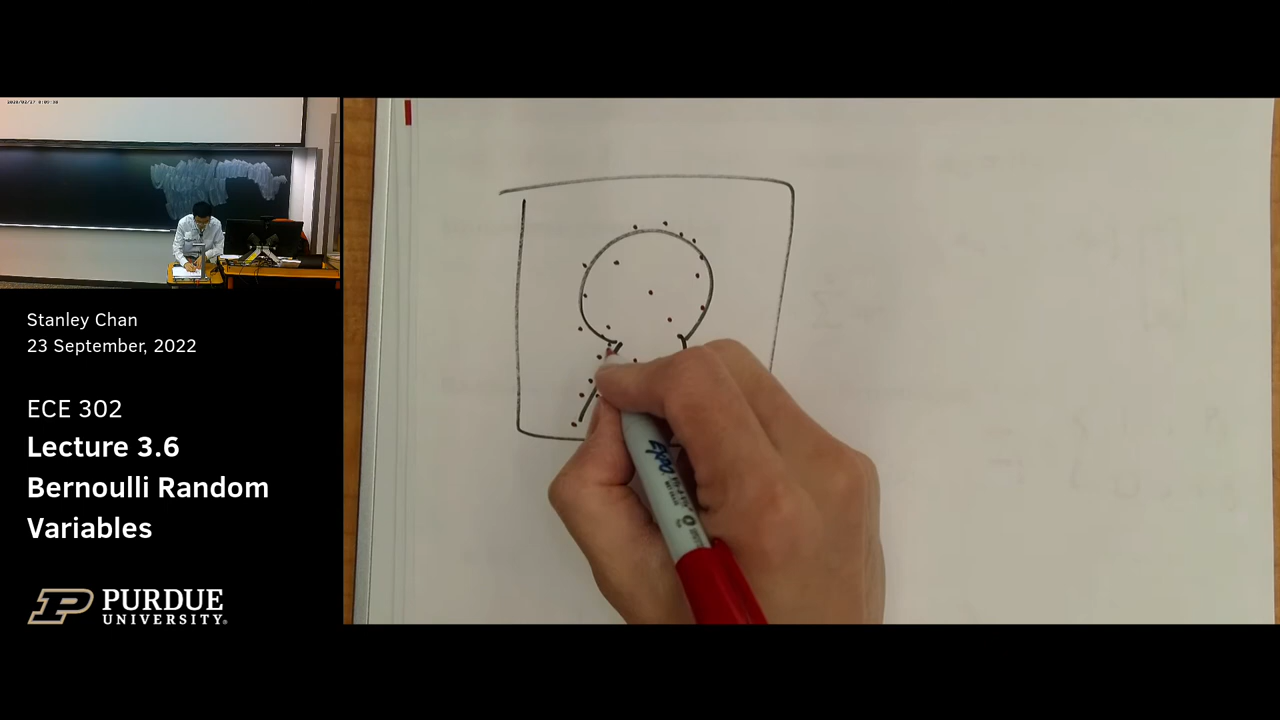 Stanley Chan
23 September, 2022
ECE 302
Lecture 3.6
Bernoulli Random
Variables
PURDUE
UNIVERSITY
EXPO